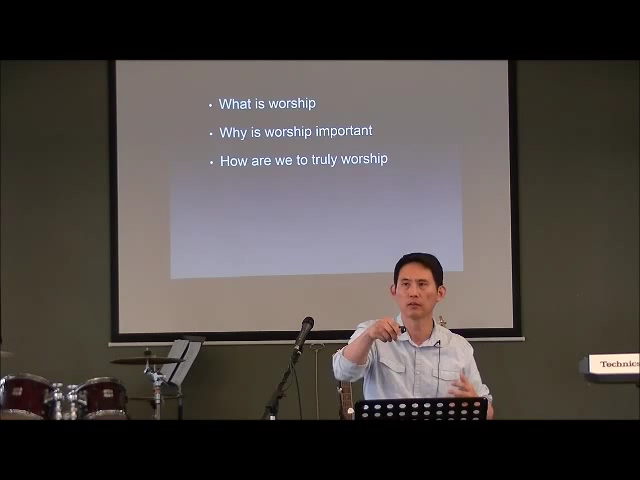 • What is worship
• Why is worship important
• How are we to truly worship
Technics